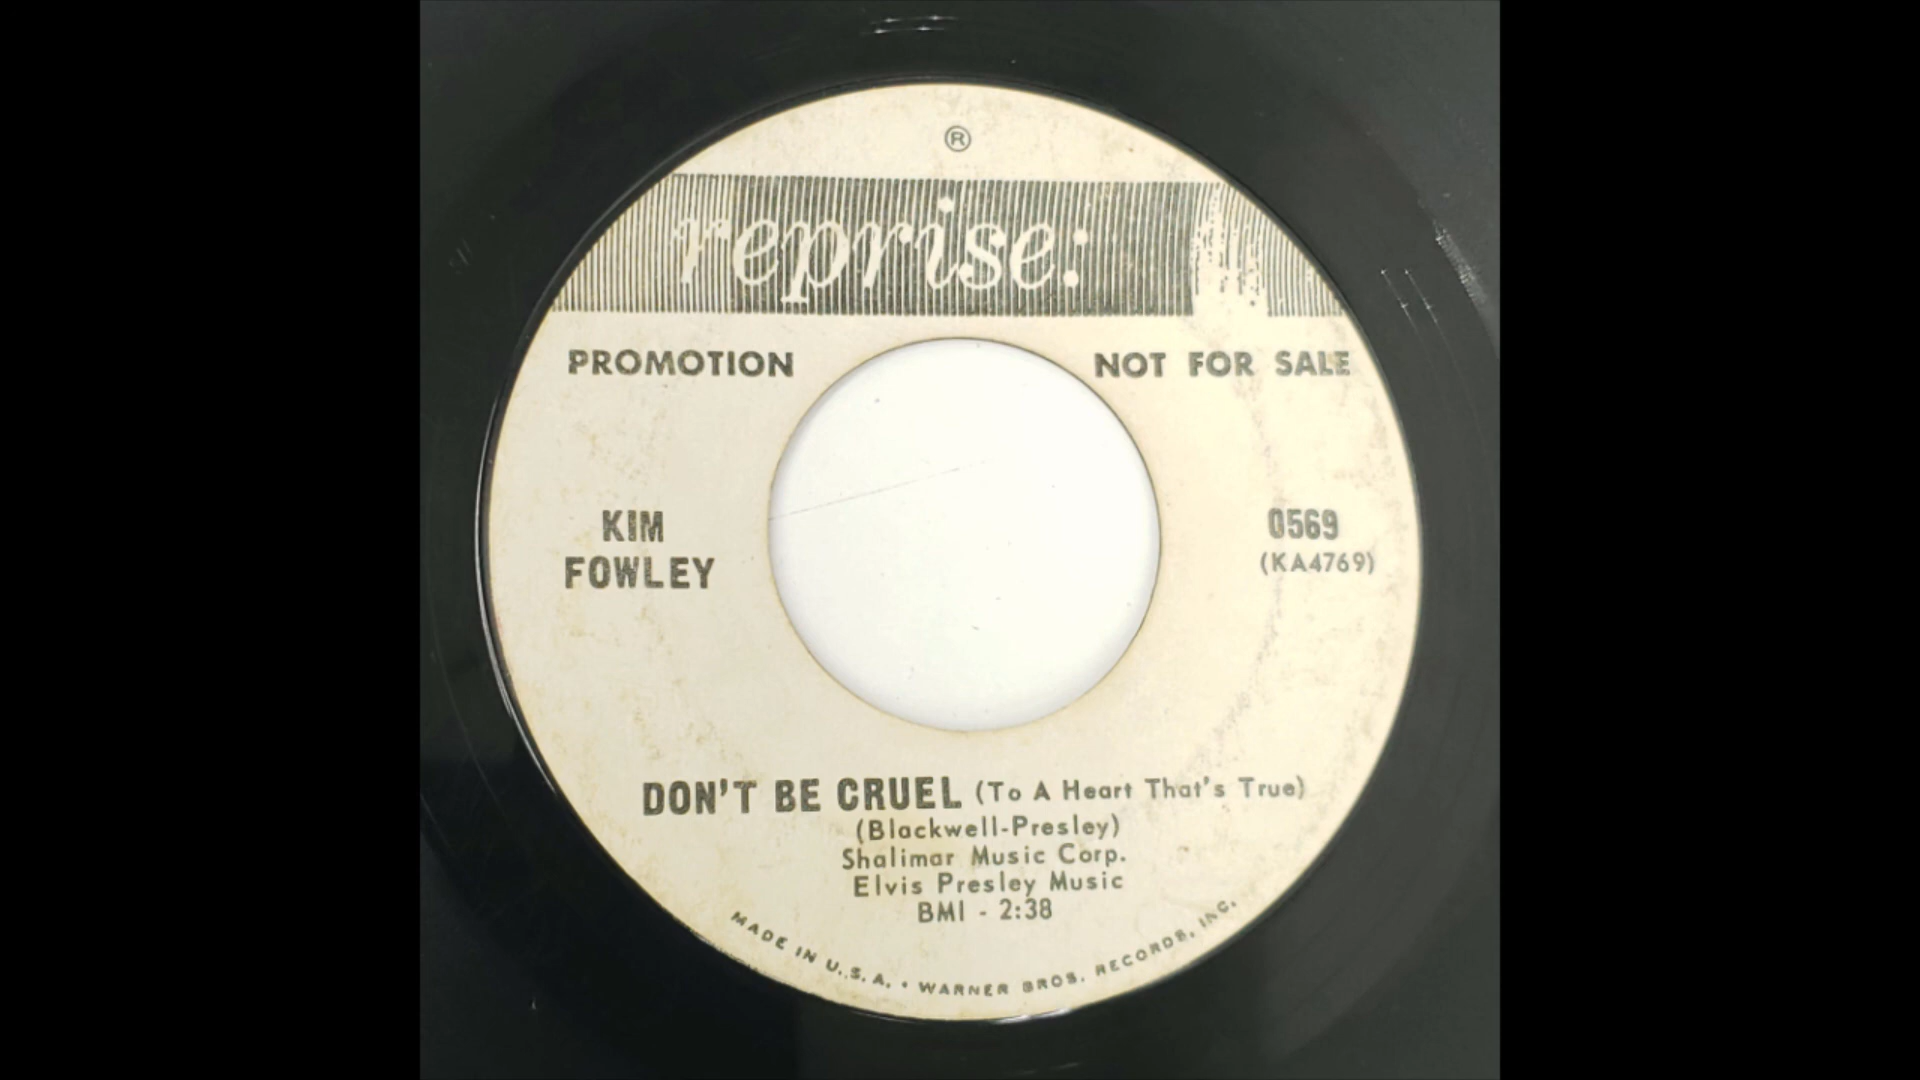 ®
reprise:
PROMOTION NOT FOR SALE
KIM
FOWLEY
0569
(KA4769)
DON'T BE CRUEL (To A Heart That's True)
(Blackwell-Presley)
Shalimar Music Corp.
Elvis Presley Music
BMI - 2:38
MADE IN U.S.A. • WARNER BROS. RECORDS, INC.